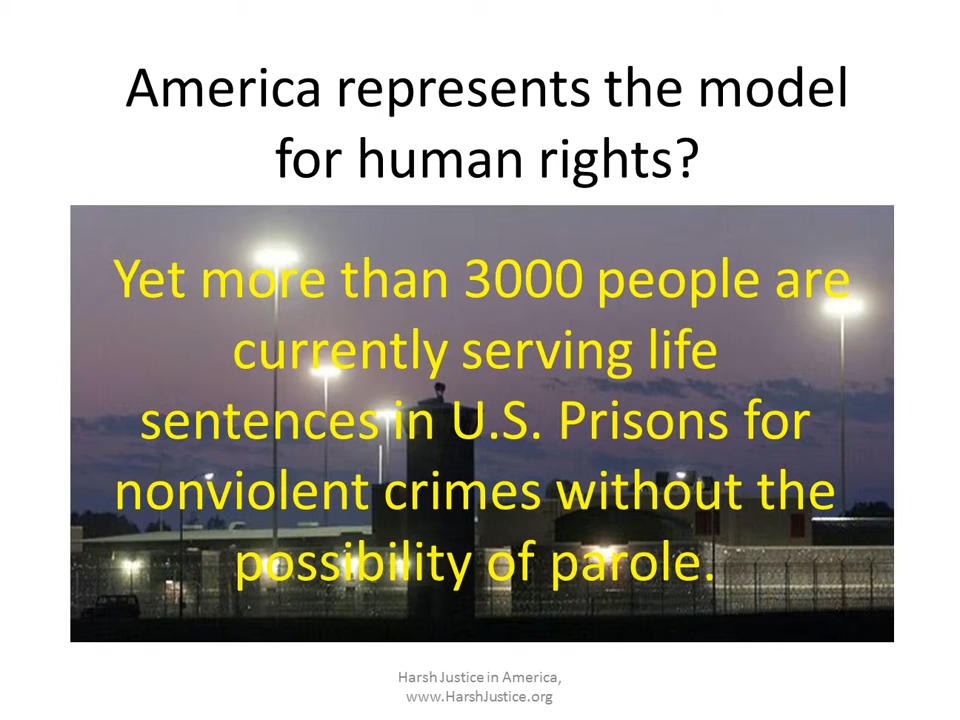 America represents the model
for human rights?
Yet more than 3000 people are
currently serving life
sentences in U.S. Prisons for
nonviolent crimes without the
possibility of parole.
Harsh Justice in America,
www.HarshJustice.org